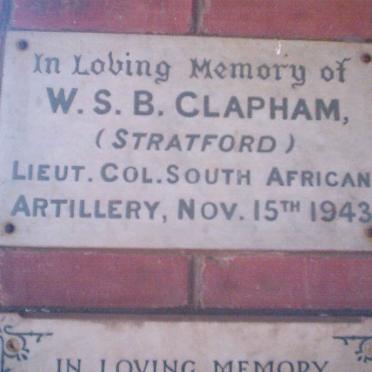 In Loving Memory of
W. S. B. CLAPHAM,
(STRATFORD)
LIEUT. COL. SOUTH AFRICAN
ARTILLERY, NOV. 15TH 1943
IN LOVING MEMORY